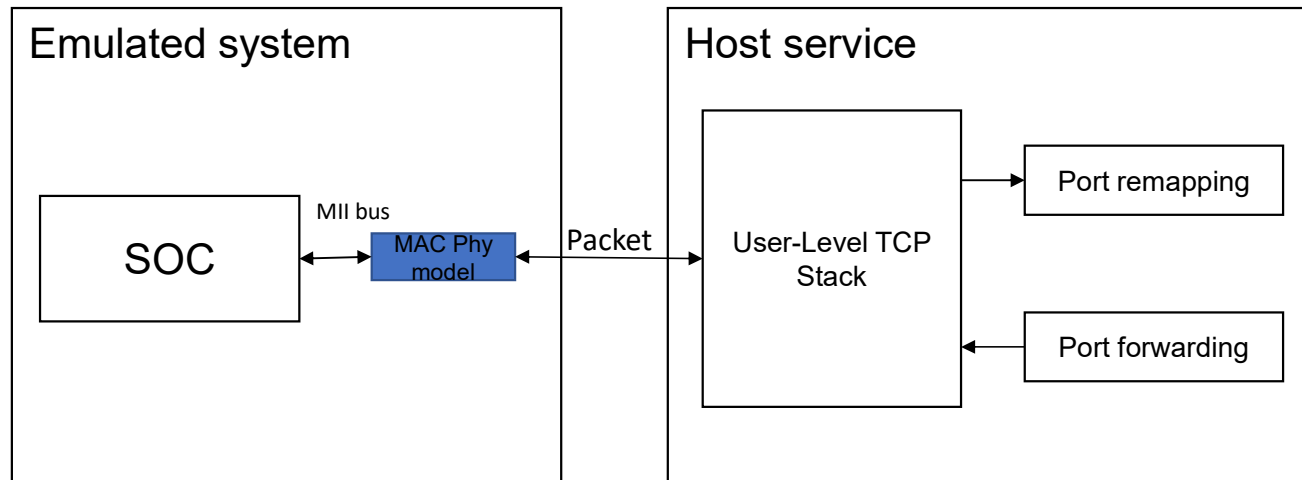 Emulated system
SOC
MII bus
MAC Phy
model
Packet
Host service
User-Level TCP
Stack
Port remapping
Port forwarding